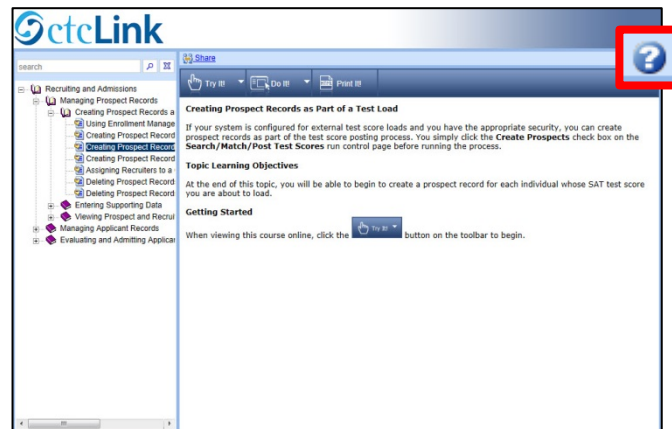 ctcLink
search
Share
Try It!
Do It!
Print It!
Recruiting and Admissions
Managing Prospect Records
Creating Prospect Records a
Using Enrollment Manage
Creating Prospect Record
Creating Prospect Record
Creating Prospect Record
Assigning Recruiters to a
Deleting Prospect Record
Deleting Prospect Record
Entering Supporting Data
Viewing Prospect and Recrui
Managing Applicant Records
Evaluating and Admitting Applicar
Creating Prospect Records as Part of a Test Load
If your system is configured for external test score loads and you have the appropriate security, you can create
prospect records as part of the test score posting process. You simply click the Create Prospects check box on the
Search/Match/Post Test Scores run control page before running the process.
Topic Learning Objectives
At the end of this topic, you will be able to begin to create a prospect record for each individual whose SAT test score
you are about to load.
Getting Started
When viewing this course online, click the Try It! button on the toolbar to begin.
?